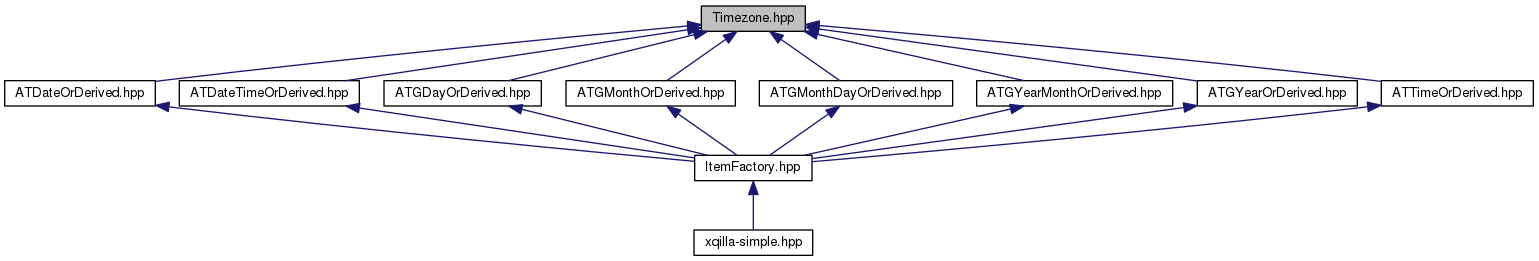 Timezone.hpp
ATDateOrDerived.hpp
ATDateTimeOrDerived.hpp
ATGDayOrDerived.hpp
ATGMonthOrDerived.hpp
ATGMonthDayOrDerived.hpp
ATGYearMonthOrDerived.hpp
ATGYearOrDerived.hpp
ATTimeOrDerived.hpp
ItemFactory.hpp
xqilla-simple.hpp